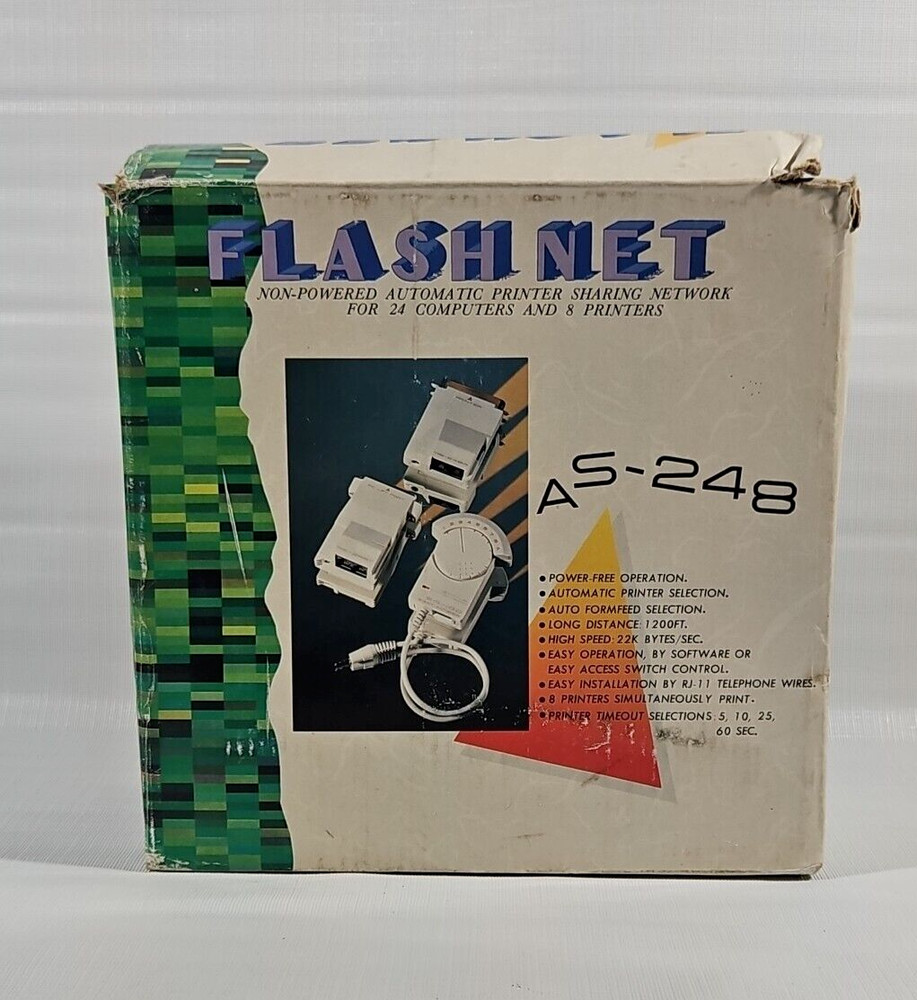 FLASH NET
NON-POWERED AUTOMATIC PRINTER SHARING NETWORK
FOR 24 COMPUTERS AND 8 PRINTERS
AS-248
● POWER-FREE OPERATION.
● AUTOMATIC PRINTER SELECTION.
● AUTO FORMFEED SELECTION.
● LONG DISTANCE: 1200FT.
● HIGH SPEED: 22K BYTES/SEC.
● EASY OPERATION, BY SOFTWARE OR
EASY ACCESS SWITCH CONTROL.
● EASY INSTALLATION BY RJ-11 TELEPHONE WIRES.
● 8 PRINTERS SIMULTANEOUSLY PRINT.
● PRINTER TIMEOUT SELECTIONS: 5, 10, 25,
60 SEC.